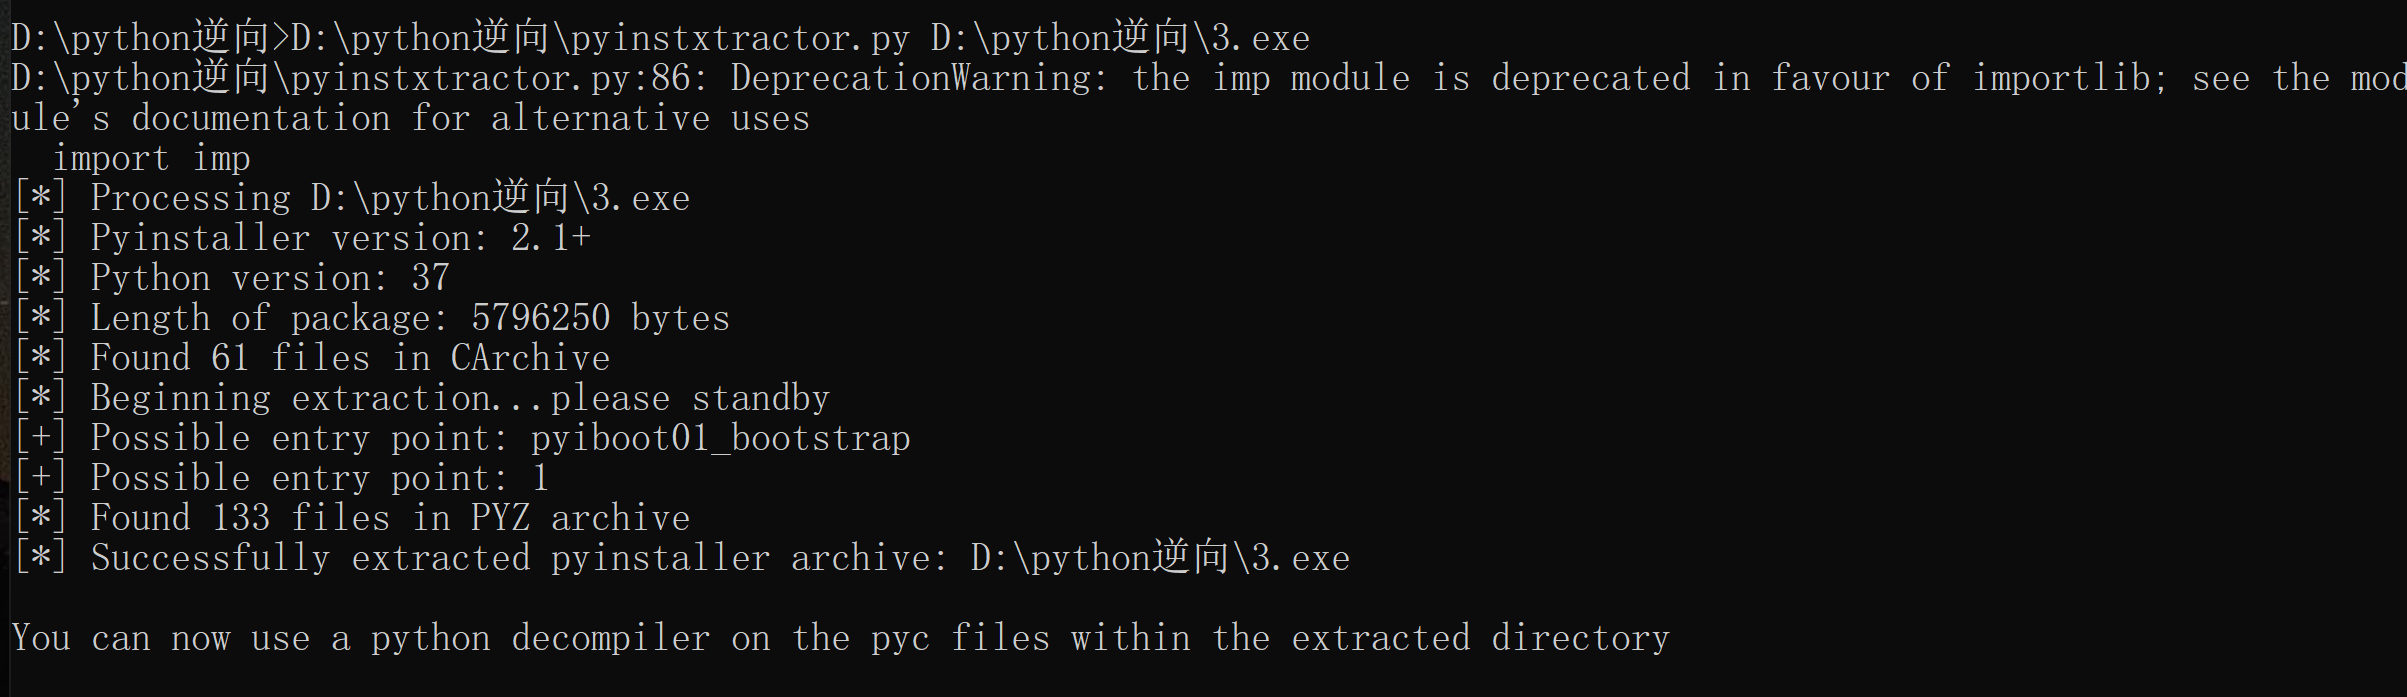 D:\python逆向>D:\python逆向\pyinstxtractor.py D:\python逆向\3.exe
D:\python逆向\pyinstxtractor.py:86: DeprecationWarning: the imp module is deprecated in favour of importlib; see the mod
ule's documentation for alternative uses
  import imp
[*] Processing D:\python逆向\3.exe
[*] Pyinstaller version: 2.1+
[*] Python version: 37
[*] Length of package: 5796250 bytes
[*] Found 61 files in CArchive
[*] Beginning extraction...please standby
[+] Possible entry point: pyiboot01_bootstrap
[+] Possible entry point: 1
[*] Found 133 files in PYZ archive
[*] Successfully extracted pyinstaller archive: D:\python逆向\3.exe
You can now use a python decompiler on the pyc files within the extracted directory